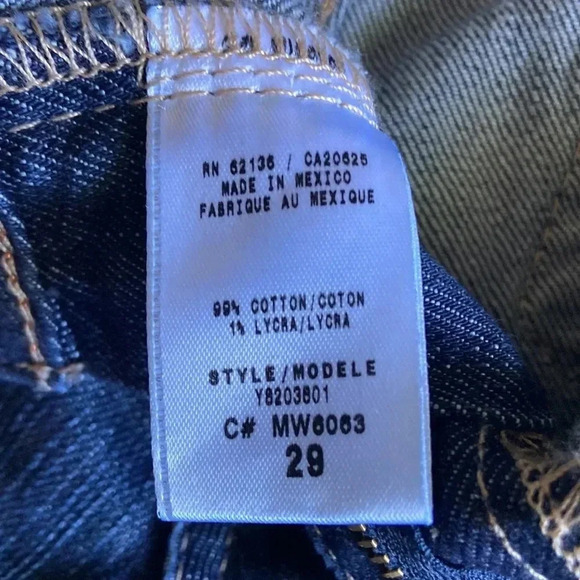 RN 62136 / CA20625
MADE IN MEXICO
FABRIQUE AU MEXIQUE
99% COTTON/COTON
1% LYCRA/LYCRA
STYLE/MODELE
Y8203801
C# MW6063
29